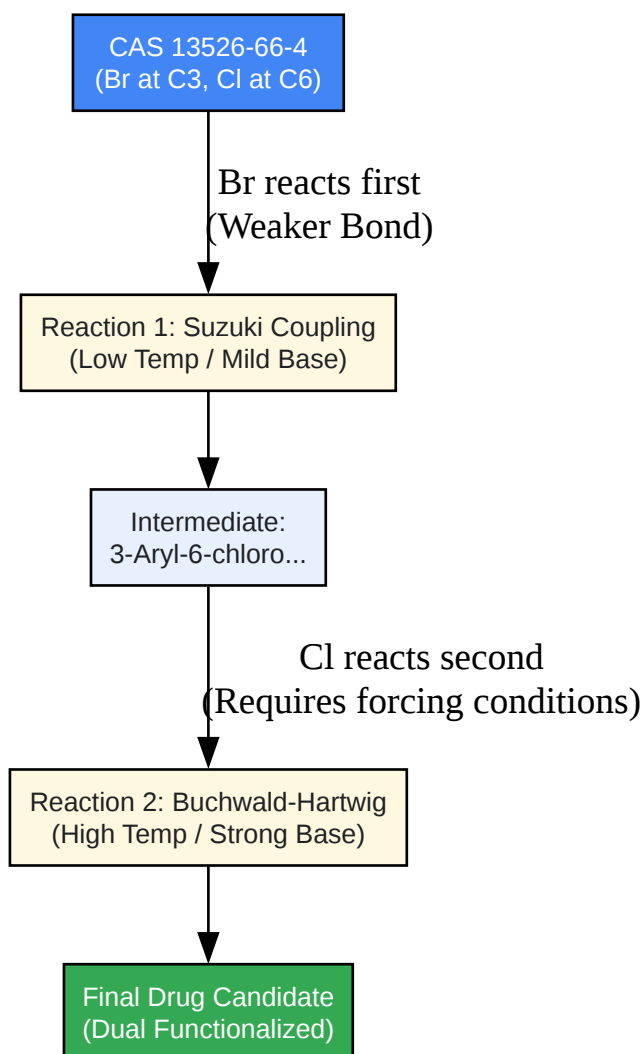 CAS 13526-66-4
(Br at C3, Cl at C6)
Br reacts first
(Weaker Bond)
Reaction 1: Suzuki Coupling
(Low Temp / Mild Base)
Intermediate:
3-Aryl-6-chloro...
Cl reacts second
(Requires forcing conditions)
Reaction 2: Buchwald-Hartwig
(High Temp / Strong Base)
Final Drug Candidate
(Dual Functionalized)